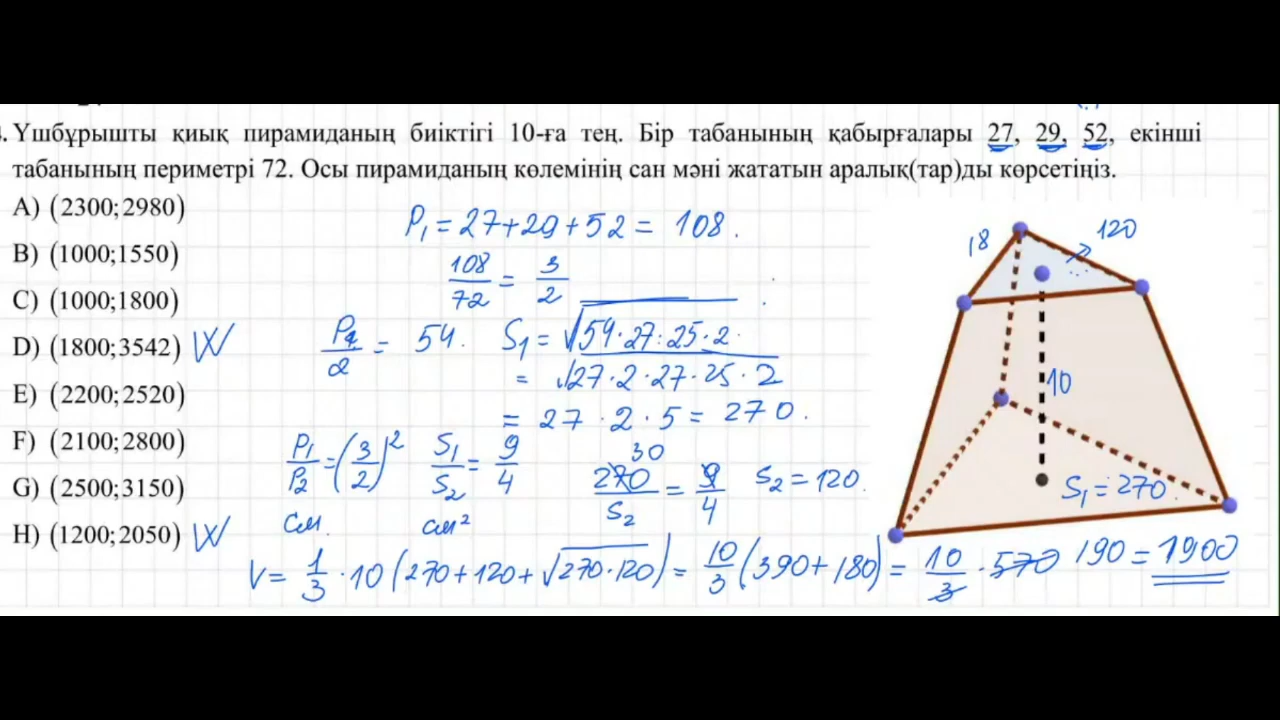 Үшбұрышты қиық пирамиданың биіктігі 10-ға тең. Бір табанының қабырғалары 27, 29, 52, екінші
табанының периметрі 72. Осы пирамиданың көлемінің сан мәні жататын аралық(тар)ды көрсетіңіз.
A) (2300;2980)
B) (1000;1550)
C) (1000;1800)
D) (1800;3542)
E) (2200;2520)
F) (2100;2800)
G) (2500;3150)
H) (1200;2050)
P₁ = 27+29+52 = 108.
108/72 = 3/2
P₁/2 = 54. S₁ = √54·27·25·2
= √27·2·27·25·2
= 27·2·5 = 270.
P₁/P₂ = (3/2)² S₁/S₂ = 9/4 270/S₂ = 9/4 S₂ = 120.
30
см. см²
V = 1/3 · 10 (270+120+√270·120) = 10/3 (390+180) = 10/3 · 570 190 = 1900
18
120
10
S₁ = 270.